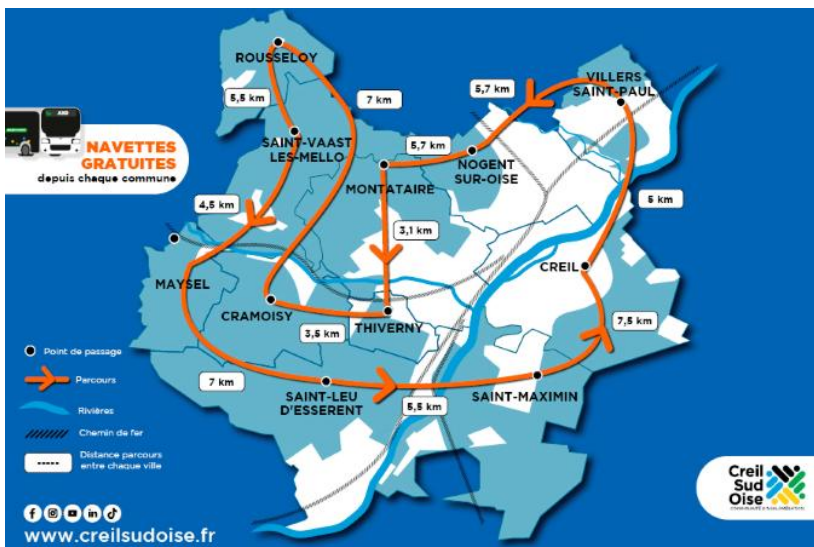 ROUSSELOY
5,5 km
7 km
5,7 km
VILLERS
SAINT-PAUL
NAVETTES
GRATUITES
depuis chaque commune
SAINT-VAAST
LES-MELLO
5,7 km
NOGENT
SUR-OISE
MONTATAIRE
4,5 km
3,1 km
5 km
MAYSEL
CREIL
CRAMOISY
3,5 km
THIVERNY
7,5 km
Point de passage
Parcours
7 km
SAINT-LEU
D'ESSERENT
5,5 km
SAINT-MAXIMIN
Rivières
Chemin de fer
Distance parcours
entre chaque ville
Creil
Sud
Oise
www.creilsudoise.fr